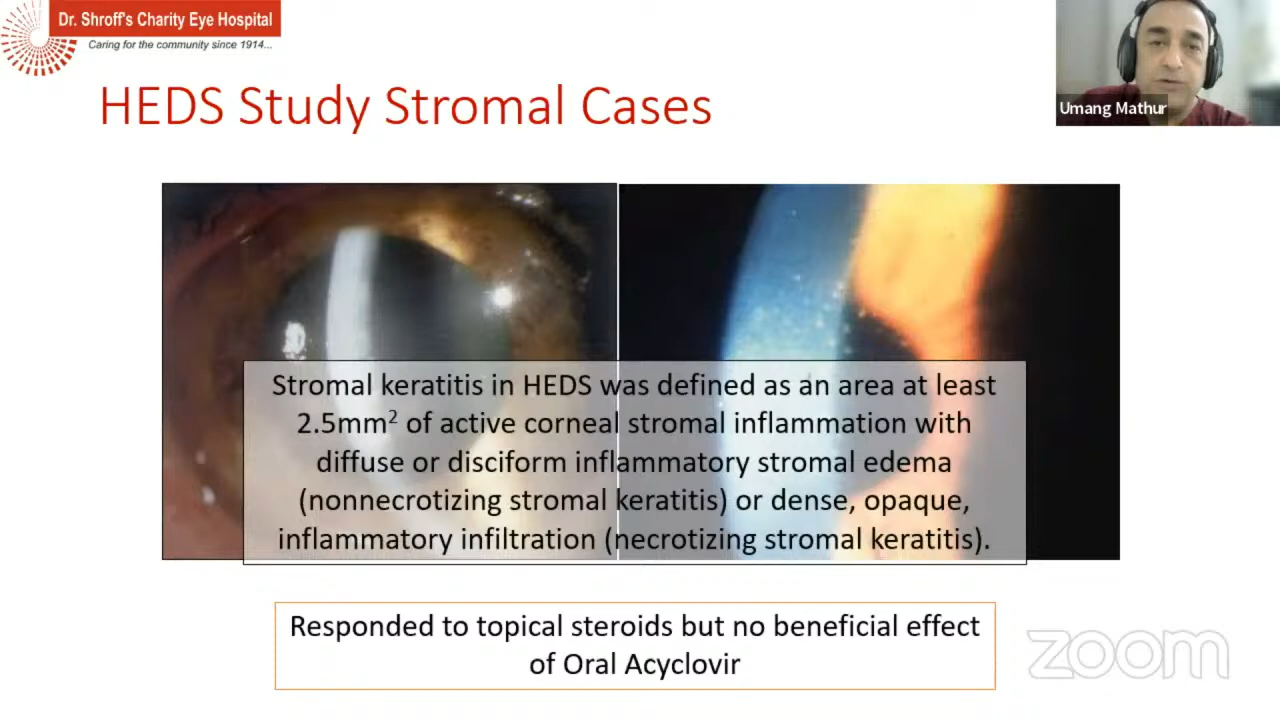 Dr. Shroff's Charity Eye Hospital
Caring for the community since 1914...
Umang Mathur
HEDS Study Stromal Cases
Stromal keratitis in HEDS was defined as an area at least
2.5mm² of active corneal stromal inflammation with
diffuse or disciform inflammatory stromal edema
(nonnecrotizing stromal keratitis) or dense, opaque,
inflammatory infiltration (necrotizing stromal keratitis).
Responded to topical steroids but no beneficial effect
of Oral Acyclovir
zoom